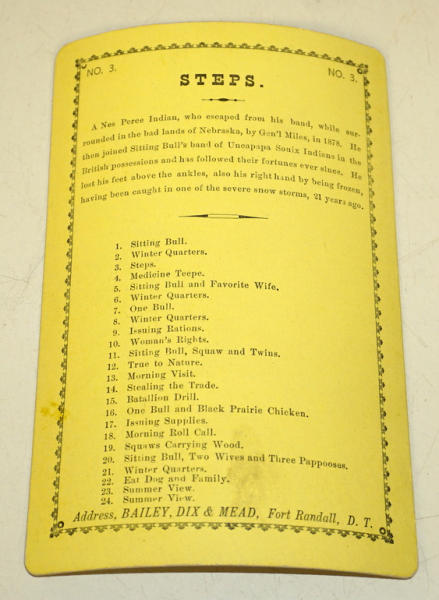 NO. 3. NO. 3.
STEPS.
A Nes Perce Indian, who escaped from his band, while sur-
rounded in the bad lands of Nebraska, by Gen'l Miles, in 1878. He
then joined Sitting Bull's band of Uncapapa Souix Indians in the
British possessions and has followed their fortunes ever since. He
lost his feet above the ankles, also his right hand by being frozen,
having been caught in one of the severe snow storms, 21 years ago.
1. Sitting Bull.
2. Winter Quarters.
3. Steps.
4. Medicine Teepe.
5. Sitting Bull and Favorite Wife.
6. Winter Quarters.
7. One Bull.
8. Winter Quarters.
9. Issuing Rations.
10. Woman's Rights.
11. Sitting Bull, Squaw and Twins.
12. True to Nature.
13. Morning Visit.
14. Stealing the Trade.
15. Batallion Drill.
16. One Bull and Black Prairie Chicken.
17. Issuing Supplies.
18. Morning Roll Call.
19. Squaws Carrying Wood.
20. Sitting Bull, Two Wives and Three Pappooses.
21. Winter Quarters.
22. Eat Dog and Family.
23. Summer View.
24. Summer View.
Address, BAILEY, DIX & MEAD, Fort Randall, D. T.